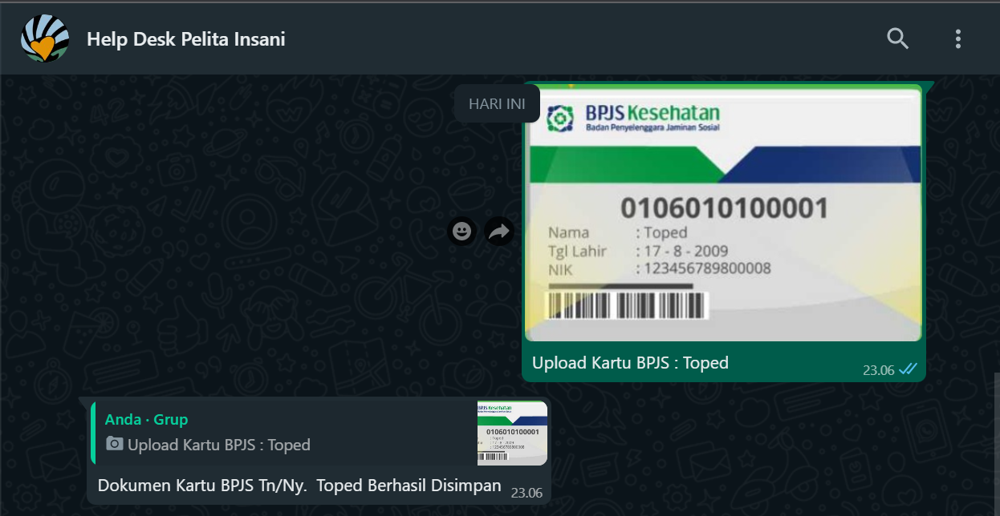 Help Desk Pelita Insani
HARI INI
BPJS Kesehatan
Badan Penyelenggara Jaminan Sosial
0106010100001
Nama : Toped
Tgl Lahir : 17 - 8 - 2009
NIK : 123456789800008
Upload Kartu BPJS : Toped
23.06
Anda · Grup
Upload Kartu BPJS : Toped
BPJS Kesehatan
0106010100001
Dokumen Kartu BPJS Tn/Ny.  Toped Berhasil Disimpan
23.06